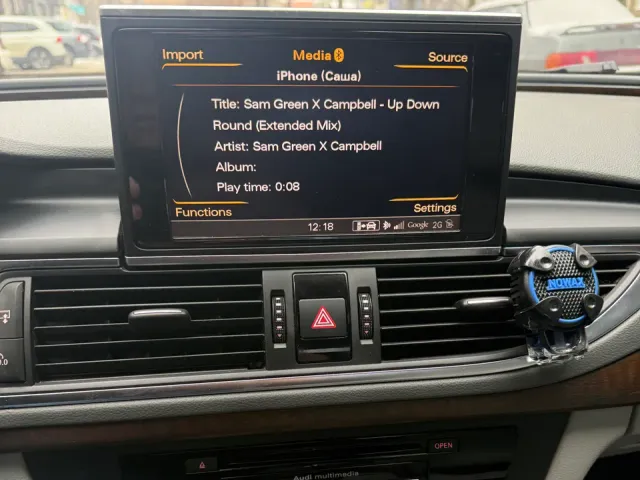 Import
Media
Source
iPhone (Саша)
Title: Sam Green X Campbell - Up Down
Round (Extended Mix)
Artist: Sam Green X Campbell
Album:
Play time: 0:08
Functions
Settings
12:18
Google 2G
NOWAX
OPEN
Audi multimedia